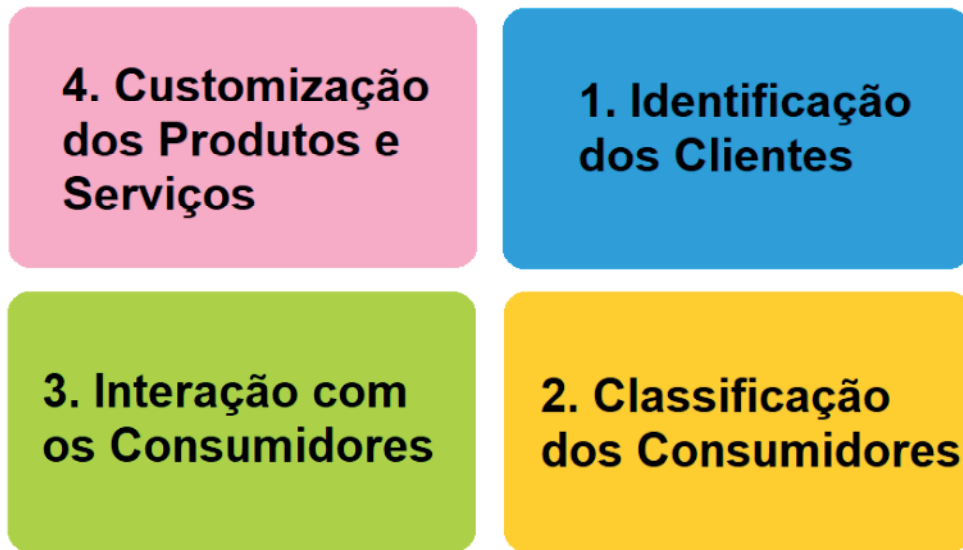 4. Customização
dos Produtos e
Serviços
1. Identificação
dos Clientes
3. Interação com
os Consumidores
2. Classificação
dos Consumidores